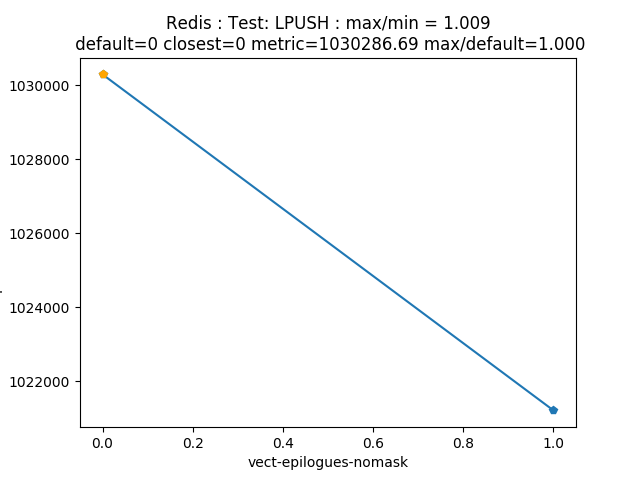 Redis : Test: LPUSH : max/min = 1.009
default=0 closest=0 metric=1030286.69 max/default=1.000
1030000
1028000
1026000
1024000
1022000
0.0 0.2 0.4 0.6 0.8 1.0
vect-epilogues-nomask